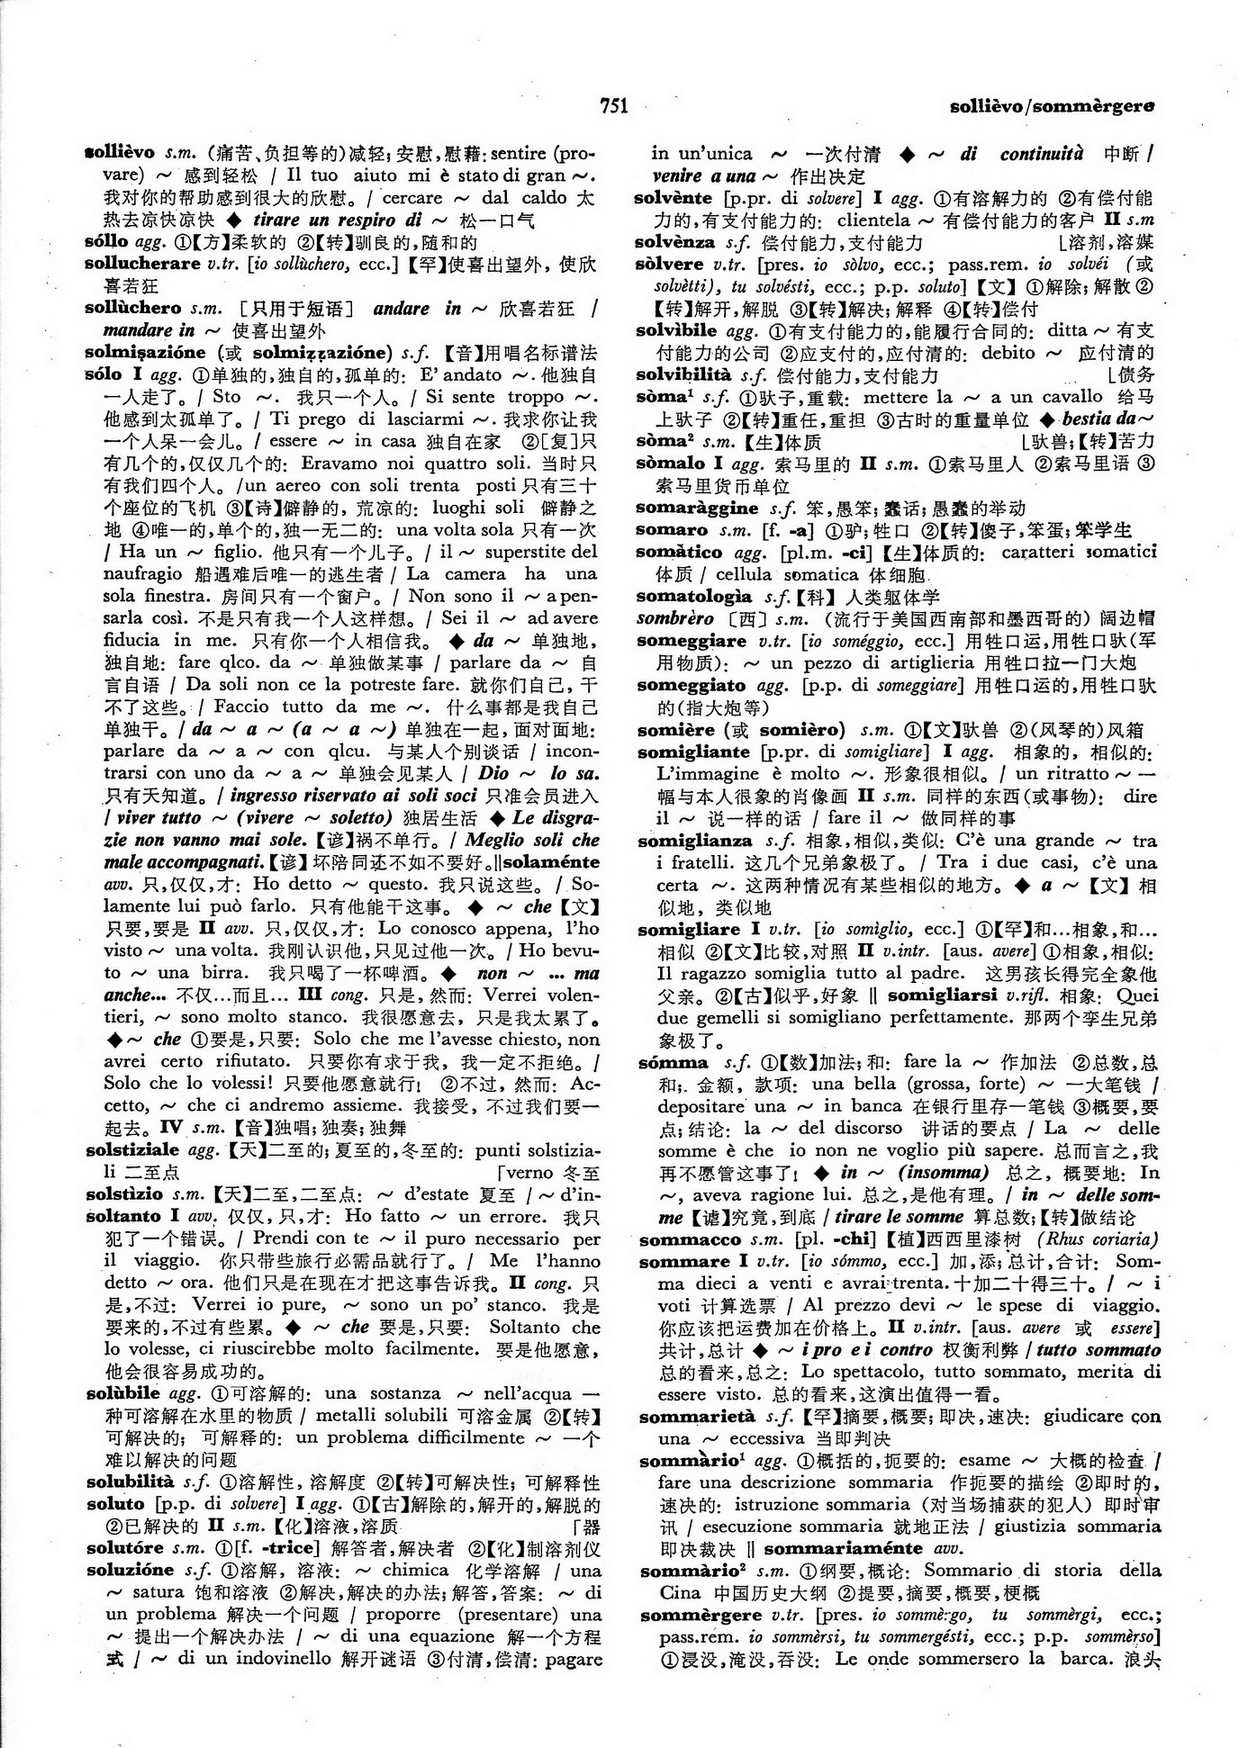 751
sollièvo/sommèrgere
sollièvo s.m. (痛苦、负担等的)减轻;安慰,慰藉: sentire (pro-
vare) ～ 感到轻松 / Il tuo aiuto mi è stato di gran ～.
我对你的帮助感到很大的欣慰。/ cercare ～ dal caldo 太
热去凉快凉快 ◆ tirare un respiro di ～ 松一口气
sóllo agg. ①【方】柔软的 ②【转】驯良的,随和的
sollucherare v.tr. [io sollùchero, ecc.]【罕】使喜出望外, 使欣
喜若狂
sollùchero s.m. [只用于短语] andare in ～ 欣喜若狂 /
mandare in ～ 使喜出望外
solmiṣazióne (或 solmiẓẓazióne) s.f. 【音】用唱名标谱法
sólo I agg. ①单独的,独自的,孤单的: E' andato ～. 他独自
一人走了。/ Sto ～. 我只一个人。/ Si sente troppo ～.
他感到太孤单了。/ Ti prego di lasciarmi ～. 我求你让我
一个人呆一会儿。/ essere ～ in casa 独自在家 ②[复]只
有几个的,仅仅几个的: Eravamo noi quattro soli. 当时只
有我们四个人。/un aereo con soli trenta posti 只有三十
个座位的飞机 ③【诗】僻静的, 荒凉的: luoghi soli 僻静之
地 ④唯一的,单个的,独一无二的: una volta sola 只有一次
/ Ha un ～ figlio. 他只有一个儿子。/ il ～ superstite del
naufragio 船遇难后唯一的逃生者 / La camera ha una
sola finestra. 房间只有一个窗户。/ Non sono il ～ a pen-
sarla così. 不是只有我一个人这样想。/ Sei il ～ ad avere
fiducia in me. 只有你一个人相信我。 ◆ da ～ 单独地,
独自地: fare qlco. da ～ 单独做某事 / parlare da ～ 自
言自语 / Da soli non ce la potreste fare. 就你们自己, 干
不了这些。/ Faccio tutto da me ～. 什么事都是我自己
单独干。/ da ～ a ～ (a ～ a ～) 单独在一起, 面对面地:
parlare da ～ a ～ con qlcu. 与某人个别谈话 / incon-
trarsi con uno da ～ a ～ 单独会见某人 / Dio ～ lo sa.
只有天知道。/ ingresso riservato ai soli soci 只准会员进入
/ viver tutto ～ (vivere ～ soletto) 独居生活 ◆ Le disgra-
zie non vanno mai sole.【谚】祸不单行。/ Meglio soli che
male accompagnati.【谚】坏陪同还不如不要好。‖solaménte
avv. 只,仅仅,才: Ho detto ～ questo. 我只说这些。/ So-
lamente lui può farlo. 只有他能干这事。 ◆ ～ che【文】
只要,要是 II avv. 只,仅仅,才: Lo conosco appena, l'ho
visto ～ una volta. 我刚认识他,只见过他一次。/ Ho bevu-
to ～ una birra. 我只喝了一杯啤酒。◆ non ～ ... ma
anche... 不仅…而且… III cong. 只是, 然而: Verrei volen-
tieri, ～ sono molto stanco. 我很愿意去, 只是我太累了。
◆～ che ①要是,只要: Solo che me l'avesse chiesto, non
avrei certo rifiutato. 只要你有求于我, 我一定不拒绝。/
Solo che lo volessi! 只要他愿意就行! ②不过, 然而: Ac-
cetto, ～ che ci andremo assieme. 我接受, 不过我们要一
起去。IV s.m.【音】独唱;独奏;独舞
solstiziale agg.【天】二至的;夏至的,冬至的: punti solstizia-
li 二至点 ⌈verno 冬至
solstìzio s.m.【天】二至,二至点: ～ d'estate 夏至 / ～ d'in-
soltanto I avv. 仅仅, 只,才: Ho fatto ～ un errore. 我只
犯了一个错误。/ Prendi con te ～ il puro necessario per
il viaggio. 你只带些旅行必需品就行了。/ Me l'hanno
detto ～ ora. 他们只是在现在才把这事告诉我。II cong. 只
是,不过: Verrei io pure, ～ sono un po' stanco. 我是
要来的,不过有些累。◆ ～ che 要是,只要: Soltanto che
lo volesse, ci riuscirebbe molto facilmente. 要是他愿意,
他会很容易成功的。
solùbile agg. ①可溶解的: una sostanza ～ nell'acqua 一
种可溶解在水里的物质 / metalli solubili 可溶金属 ②【转】
可解决的; 可解释的: un problema difficilmente ～ 一个
难以解决的问题
solubilità s.f. ①溶解性, 溶解度 ②【转】可解决性; 可解释性
soluto [p.p. di solvere] I agg. ①【古】解除的,解开的,解脱的
②已解决的 II s.m.【化】溶液,溶质 ⌈器
solutóre s.m. ①[f. -trice] 解答者,解决者 ②【化】制溶剂仪
soluzióne s.f. ①溶解, 溶液: ～ chimica 化学溶解 / una
～ satura 饱和溶液 ②解决,解决的办法;解答,答案: ～ di
un problema 解决一个问题 / proporre (presentare) una
～ 提出一个解决办法 / ～ di una equazione 解一个方程
式 / ～ di un indovinello 解开谜语 ③付清,偿清: pagare
in un'unica ～ 一次付清 ◆ ～ di continuità 中断 /
venire a una ～ 作出决定
solvènte [p.pr. di solvere] I agg. ①有溶解力的 ②有偿付能
力的,有支付能力的: clientela ～ 有偿付能力的客户 II s.m
solvènza s.f. 偿付能力,支付能力 ⌊溶剂,溶媒
sòlvere v.tr. [pres. io sòlvo, ecc.; pass.rem. io solvéi (或
solvètti), tu solvésti, ecc.; p.p. soluto]【文】①解除;解散②
【转】解开,解脱 ③【转】解决;解释 ④【转】偿付
solvìbile agg. ①有支付能力的,能履行合同的: ditta ～ 有支
付能力的公司 ②应支付的,应付清的: debito ～ 应付清的
solvibilità s.f. 偿付能力,支付能力 ⌊债务
sòma¹ s.f. ①驮子,重载: mettere la ～ a un cavallo 给马
上驮子 ②【转】重任,重担 ③古时的重量单位 ◆ bestia da～
sòma² s.m.【生】体质 ⌊驮兽;【转】苦力
sòmalo I agg. 索马里的 II s.m. ①索马里人 ②索马里语 ③
索马里货币单位
somaràggine s.f. 笨,愚笨; 蠢话;愚蠢的举动
somaro s.m. [f. -a] ①驴;牲口 ②【转】傻子,笨蛋;笨学生
somàtico agg. [pl.m. -ci]【生】体质的: caratteri somatici
体质 / cellula somatica 体细胞
somatologìa s.f.【科】人类躯体学
sombrèro [西] s.m. (流行于美国西南部和墨西哥的) 阔边帽
someggiare v.tr. [io soméggio, ecc.] 用牲口运,用牲口驮(军
用物质): ～ un pezzo di artiglieria 用牲口拉一门大炮
someggiato agg. [p.p. di someggiare] 用牲口运的,用牲口驮
的(指大炮等)
somière (或 somièro) s.m. ①【文】驮兽 ②(风琴的)风箱
somigliante [p.pr. di somigliare] I agg. 相象的, 相似的:
L'immagine è molto ～. 形象很相似。/ un ritratto ～ 一
幅与本人很象的肖像画 II s.m. 同样的东西(或事物): dire
il ～ 说一样的话 / fare il ～ 做同样的事
somiglianza s.f. 相象,相似,类似: C'è una grande ～ tra
i fratelli. 这几个兄弟象极了。/ Tra i due casi, c'è una
certa ～. 这两种情况有某些相似的地方。◆ a ～【文】相
似地, 类似地
somigliare I v.tr. [io somìglio, ecc.] ①【罕】和…相象,和…
相似 ②【文】比较,对照 II v.intr. [aus. avere] ①相象,相似:
Il ragazzo somiglia tutto al padre. 这男孩长得完全象他
父亲。②【古】似乎,好象 ‖ somigliarsi v.rifl. 相象: Quei
due gemelli si somigliano perfettamente. 那两个孪生兄弟
象极了。
sómma s.f. ①【数】加法;和: fare la ～ 作加法 ②总数,总
和; 金额, 款项: una bella (grossa, forte) ～ 一大笔钱 /
depositare una ～ in banca 在银行里存一笔钱 ③概要,要
点;结论: la ～ del discorso 讲话的要点 / La ～ delle
somme è che io non ne voglio più sapere. 总而言之,我
再不愿管这事了! ◆ in ～ (insomma) 总之, 概要地: In
～, aveva ragione lui. 总之,是他有理。/ in ～ delle som-
me【谑】究竟,到底 / tirare le somme 算总数;【转】做结论
sommacco s.m. [pl. -chi]【植】西西里漆树 (Rhus coriaria)
sommare I v.tr. [io sómmo, ecc.] 加,添;总计,合计: Som-
ma dieci a venti e avrai trenta. 十加二十得三十。/ ～ i
voti 计算选票 / Al prezzo devi ～ le spese di viaggio.
你应该把运费加在价格上。II v.intr. [aus. avere 或 essere]
共计,总计 ◆ ～ i pro e i contro 权衡利弊 / tutto sommato
总的看来,总之: Lo spettacolo, tutto sommato, merita di
essere visto. 总的看来,这演出值得一看。
sommarietà s.f.【罕】摘要,概要;即决,速决: giudicare con
una ～ eccessiva 当即判决
sommàrio¹ agg. ①概括的,扼要的: esame ～ 大概的检查 /
fare una descrizione sommaria 作扼要的描绘 ②即时的,
速决的: istruzione sommaria (对当场捕获的犯人) 即时审
讯 / esecuzione sommaria 就地正法 / giustizia sommaria
即决裁决 ‖ sommariaménte avv.
sommàrio² s.m. ①纲要,概论: Sommario di storia della
Cina 中国历史大纲 ②提要,摘要,概要,梗概
sommèrgere v.tr. [pres. io sommèrgo, tu sommèrgi, ecc.;
pass.rem. io sommèrsi, tu sommergésti, ecc.; p.p. sommèrso]
①浸没,淹没,吞没: Le onde sommersero la barca. 浪头